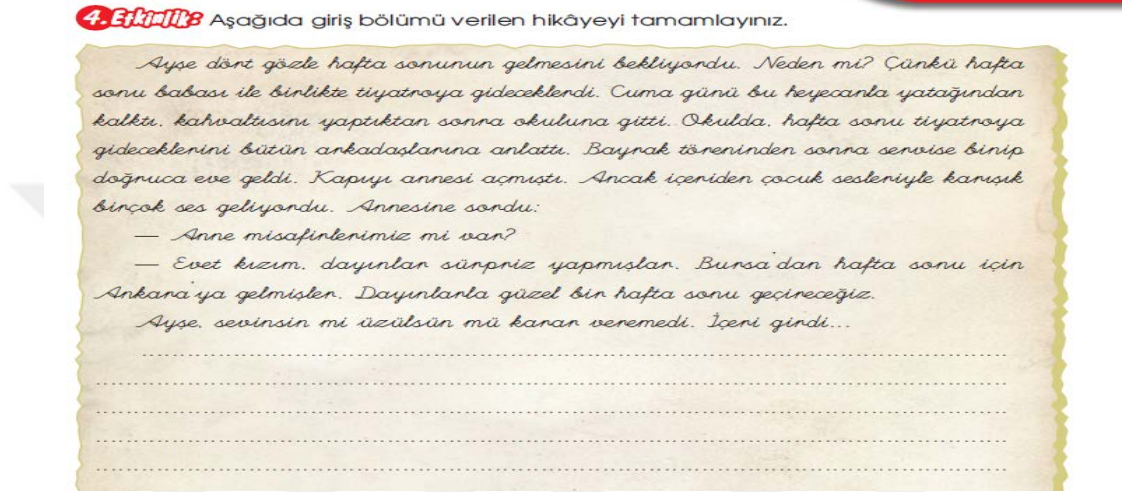 4. Etkinlik: Aşağıda giriş bölümü verilen hikâyeyi tamamlayınız.
Ayşe dört gözle hafta sonunun gelmesini bekliyordu. Neden mi? Çünkü hafta
sonu babası ile birlikte tiyatroya gideceklerdi. Cuma günü bu heyecanla yatağından
kalktı, kahvaltısını yaptıktan sonra okuluna gitti. Okulda, hafta sonu tiyatroya
gideceklerini bütün arkadaşlarına anlattı. Bayrak töreninden sonra servise binip
doğruca eve geldi. Kapıyı annesi açmıştı. Ancak içeriden çocuk sesleriyle karışık
birçok ses geliyordu. Annesine sordu:
— Anne misafirlerimiz mi var?
— Evet kızım, dayınlar sürpriz yapmışlar. Bursa'dan hafta sonu için
Ankara'ya gelmişler. Dayınlarla güzel bir hafta sonu geçireceğiz.
Ayşe, sevinsin mi üzülsün mü karar veremedi. İçeri girdi...